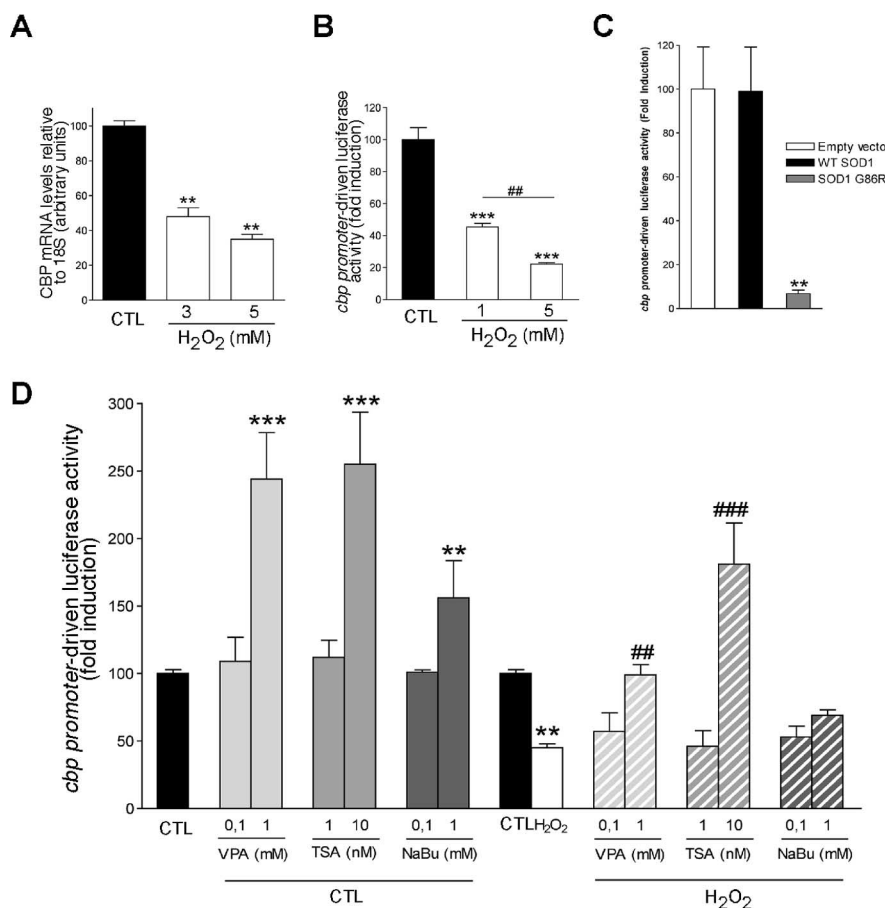 A
CBP mRNA levels relative
to 18S (arbitrary units)
100
80
60
40
20
0
**
**
CTL
3
5
H2O2 (mM)
B
cbp promoter-driven luciferase
activity (fold induction)
120
100
80
60
40
20
0
##
***
***
CTL
1
5
H2O2 (mM)
C
cbp promoter-driven luciferase activity (Fold Induction)
120
100
80
60
40
20
0
**
Empty vecto
WT SOD1
SOD1 G86R
D
cbp promoter-driven luciferase activity
(fold induction)
300
250
200
150
100
50
0
***
***
**
**
##
###
CTL
0,1 1
VPA (mM)
1 10
TSA (nM)
0,1 1
NaBu (mM)
CTL
CTL H2O2
0,1 1
VPA (mM)
1 10
TSA (nM)
0,1 1
NaBu (mM)
H2O2